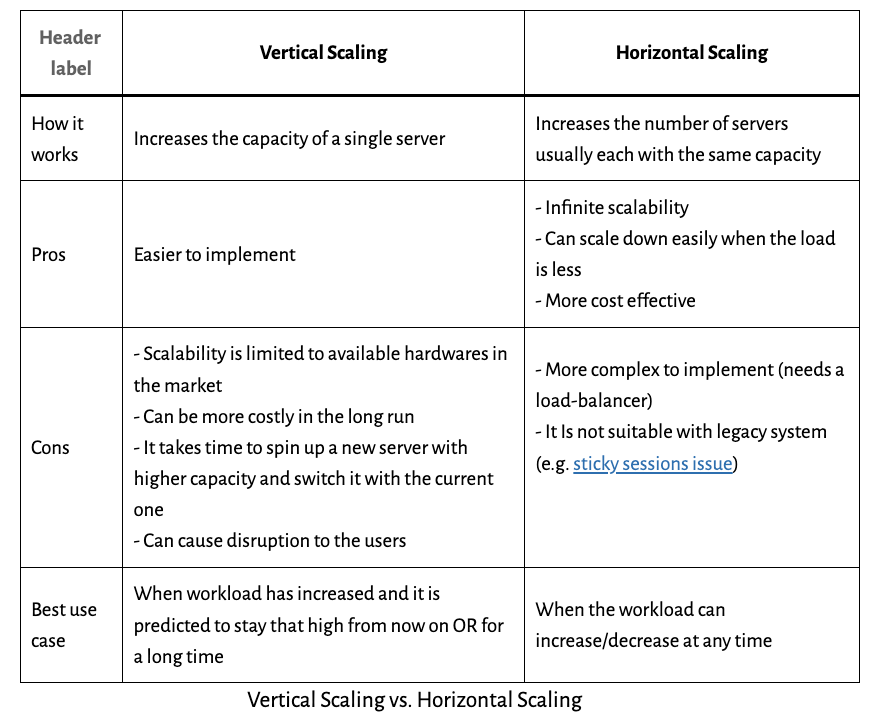 Header
label
Vertical Scaling
Horizontal Scaling
How it
works
Increases the capacity of a single server
Increases the number of servers
usually each with the same capacity
Pros
Easier to implement
- Infinite scalability
- Can scale down easily when the load
is less
- More cost effective
Cons
- Scalability is limited to available hardwares in
the market
- Can be more costly in the long run
- It takes time to spin up a new server with
higher capacity and switch it with the current
one
- Can cause disruption to the users
- More complex to implement (needs a
load-balancer)
- It Is not suitable with legacy system
(e.g. sticky sessions issue)
Best use
case
When workload has increased and it is
predicted to stay that high from now on OR for
a long time
When the workload can
increase/decrease at any time
Vertical Scaling vs. Horizontal Scaling